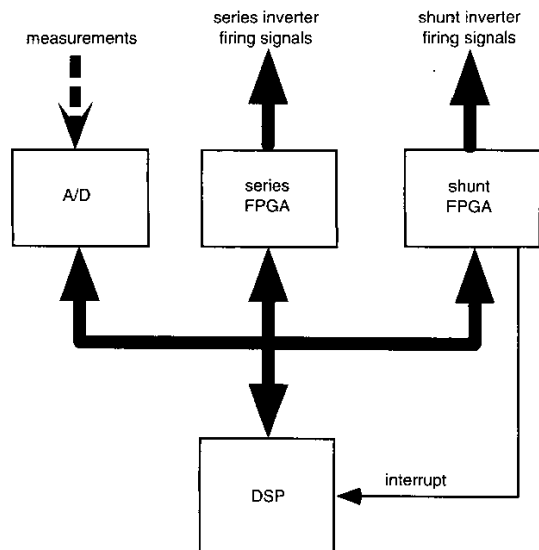 measurements
series inverter
firing signals
shunt inverter
firing signals
A/D
series
FPGA
shunt
FPGA
interrupt
DSP